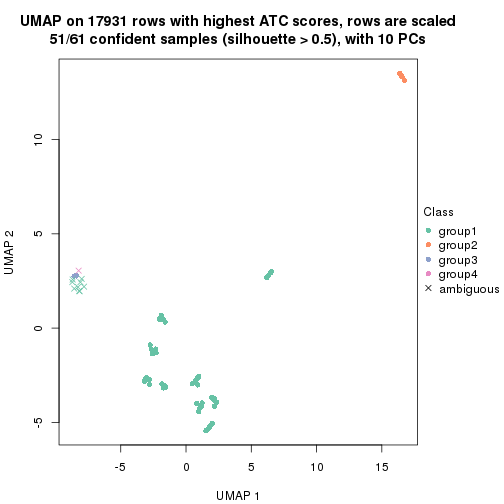 UMAP on 17931 rows with highest ATC scores, rows are scaled
51/61 confident samples (silhouette > 0.5), with 10 PCs
10
5
0
-5
UMAP 2
-5
0
5
10
15
UMAP 1
Class
group1
group2
group3
group4
ambiguous